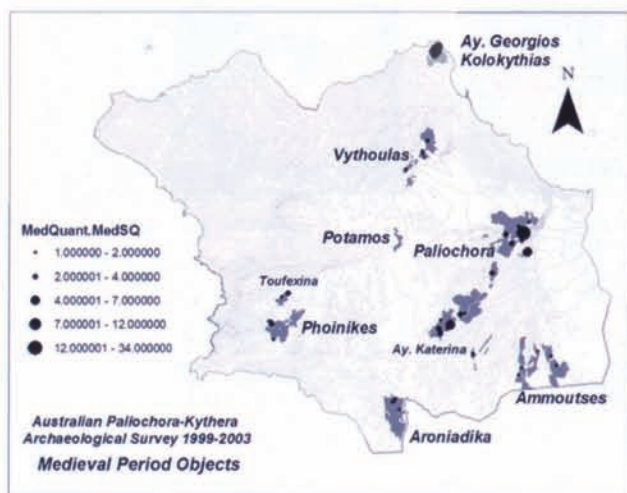 Ay. Georgios
Kolokythias
N
Vythoulas
MedQuant.MedSQ
1.000000 - 2.000000
2.000001 - 4.000000
4.000001 - 7.000000
7.000001 - 12.000000
12.000001 - 34.000000
Potamos
Paliochora
Toufexina
Phoinikes
Ay. Katerina
Ammoutses
Australian Paliochora-Kythera
Archaeological Survey 1999-2003
Aroniadika
Medieval Period Objects